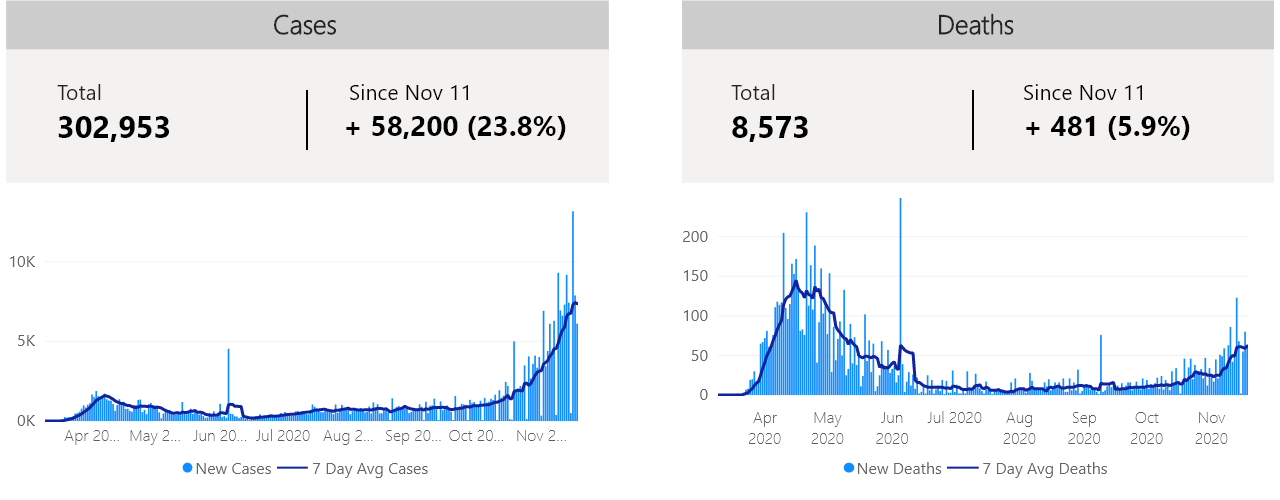 Cases
Total
302,953
Since Nov 11
+ 58,200 (23.8%)
10K
5K
0K
Apr 20... May 2... Jun 20... Jul 2020 Aug 2... Sep 20... Oct 20... Nov 2...
New Cases 7 Day Avg Cases
Deaths
Total
8,573
Since Nov 11
+ 481 (5.9%)
200
150
100
50
0
Apr May Jun Jul 2020 Aug Sep Oct Nov
2020 2020 2020 2020 2020 2020 2020
New Deaths 7 Day Avg Deaths